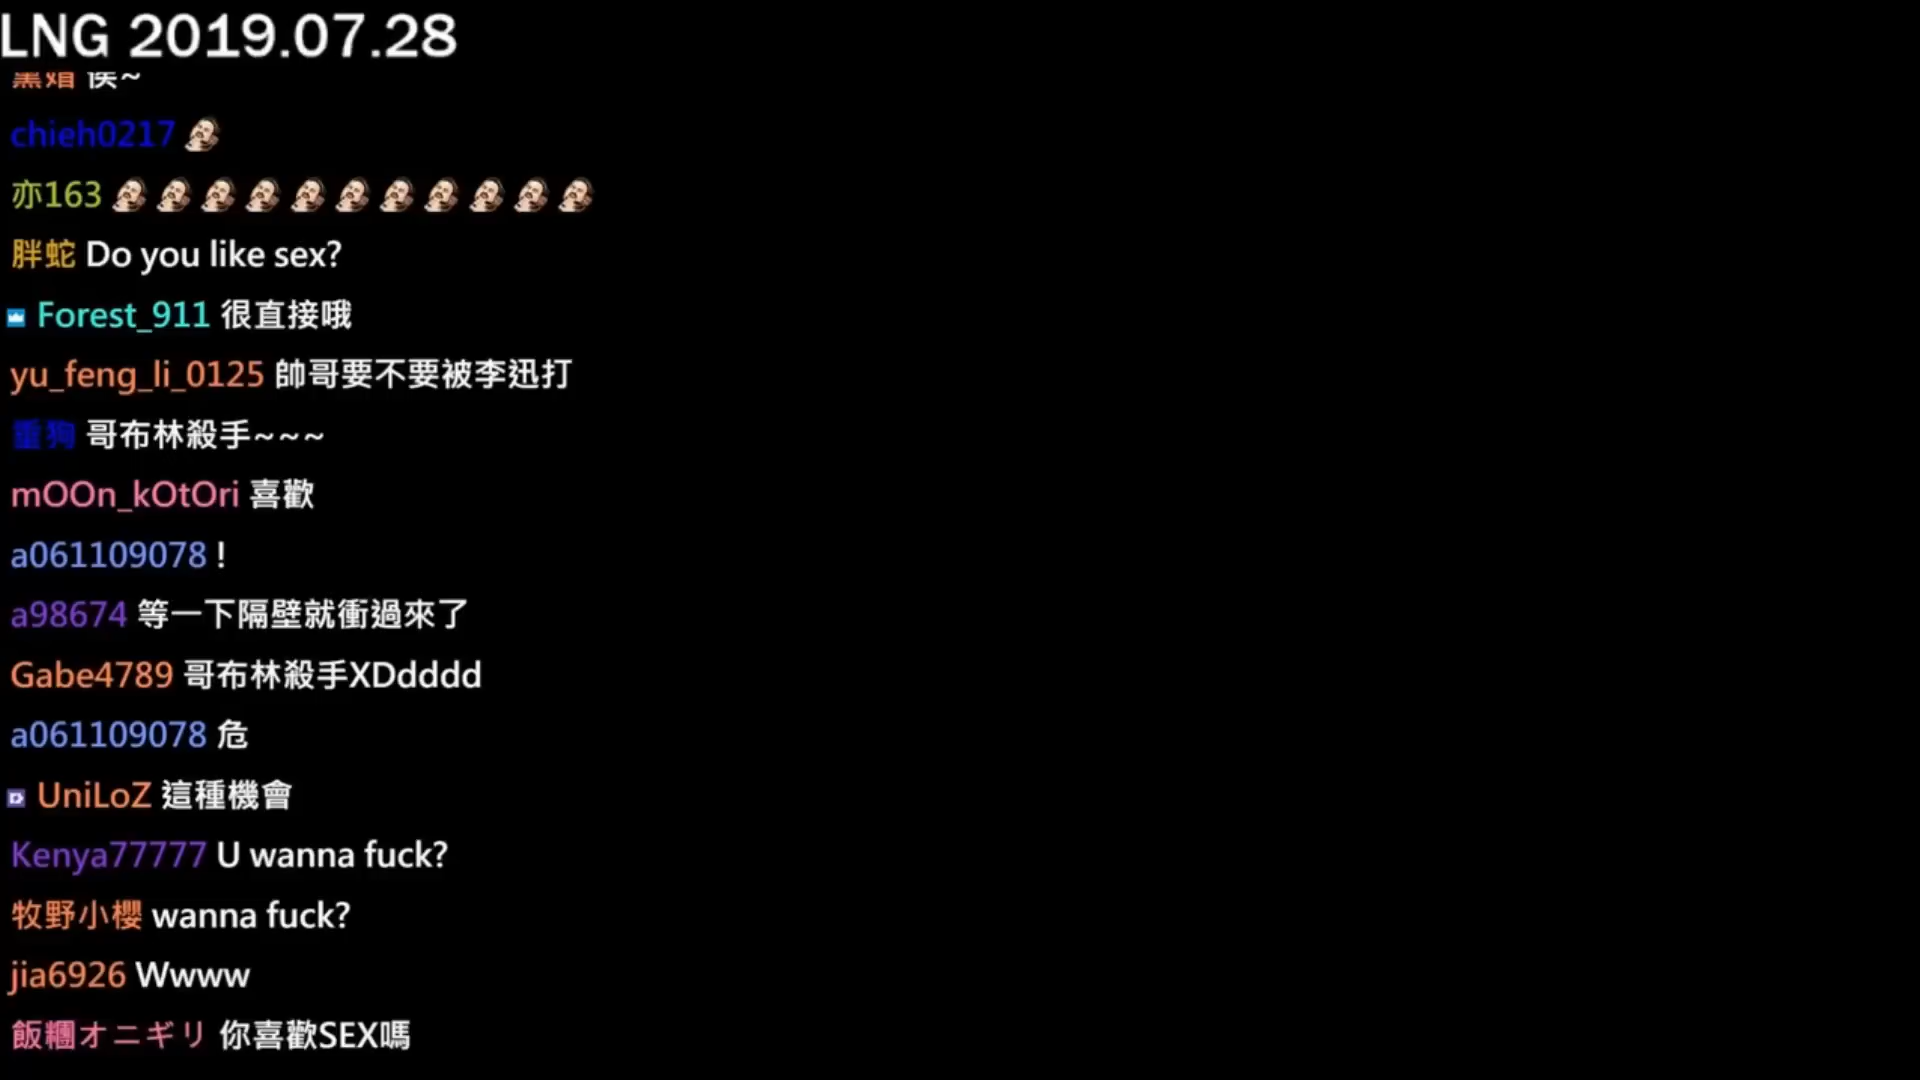 LNG 2019.07.28
chieh0217
亦163
胖蛇 Do you like sex?
Forest_911 很直接哦
yu_feng_li_0125 帥哥要不要被李迅打
重狗 哥布林殺手~~~
mOOn_kOtOri 喜歡
a061109078 !
a98674 等一下隔壁就衝過來了
Gabe4789 哥布林殺手XDdddd
a061109078 危
UniLoZ 這種機會
Kenya77777 U wanna fuck?
牧野小櫻 wanna fuck?
jia6926 Wwww
飯糰オニギリ 你喜歡SEX嗎